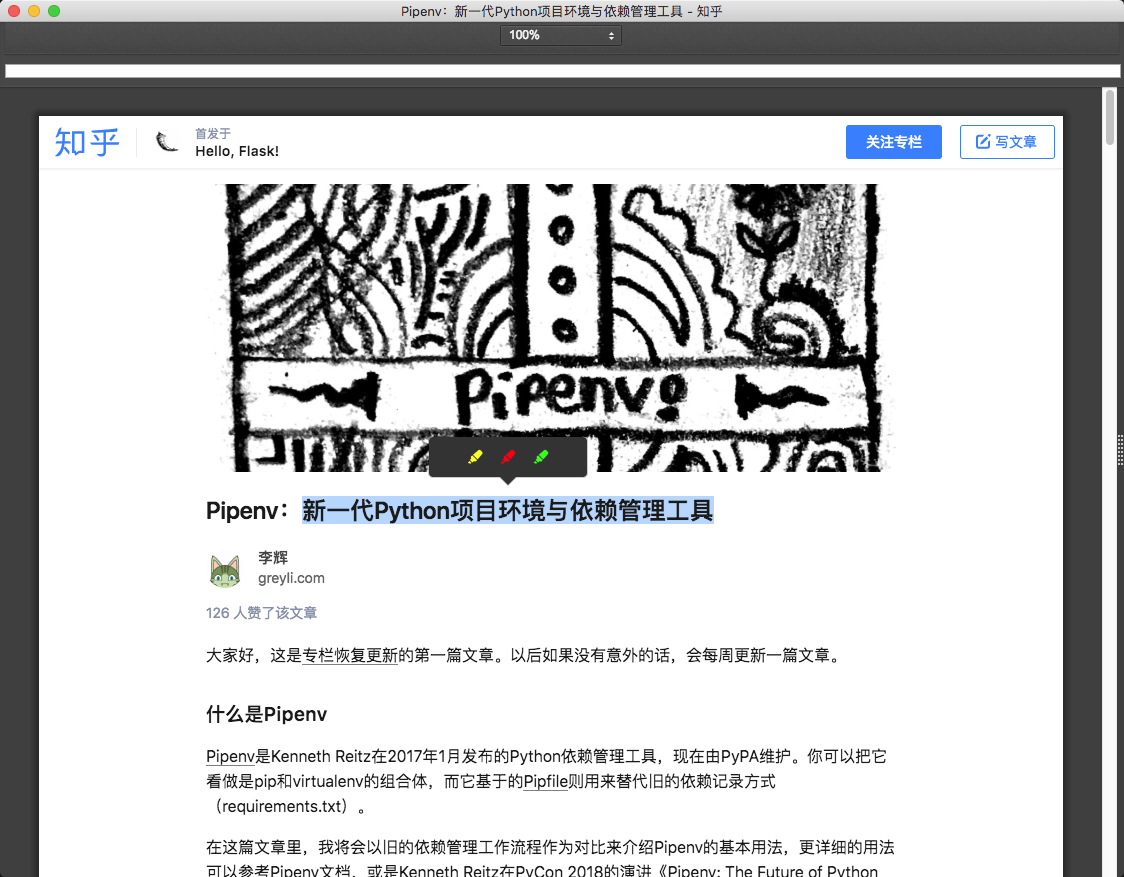 Pipenv：新一代Python项目环境与依赖管理工具 - 知乎
100%
知乎
首发于
Hello, Flask!
关注专栏
写文章
Pipenv
Pipenv：新一代Python项目环境与依赖管理工具
李辉
greyli.com
126 人赞了该文章
大家好，这是专栏恢复更新的第一篇文章。以后如果没有意外的话，会每周更新一篇文章。
什么是Pipenv
Pipenv是Kenneth Reitz在2017年1月发布的Python依赖管理工具，现在由PyPA维护。你可以把它
看做是pip和virtualenv的组合体，而它基于的Pipfile则用来替代旧的依赖记录方式
（requirements.txt）。
在这篇文章里，我将会以旧的依赖管理工作流程作为对比来介绍Pipenv的基本用法，更详细的用法
可以参考Pipenv文档，或是Kenneth Reitz在PyCon 2018的演讲《Pipenv: The Future of Python